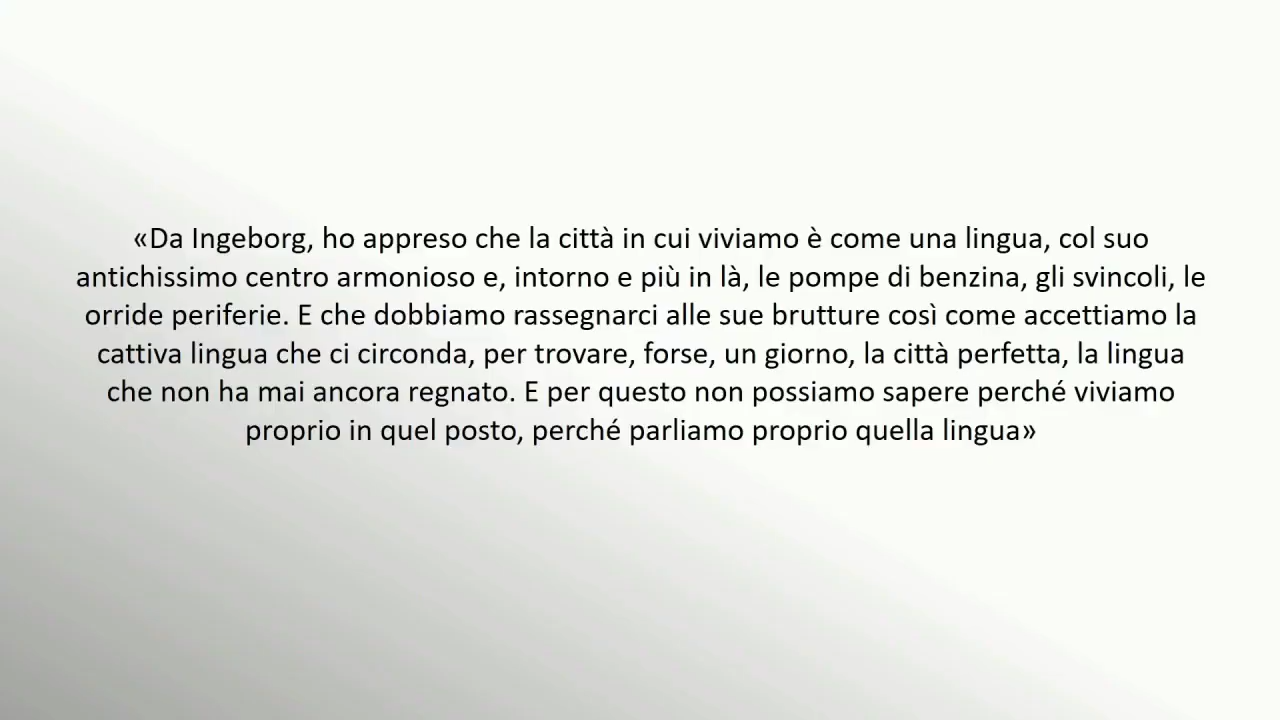 «Da Ingeborg, ho appreso che la città in cui viviamo è come una lingua, col suo
antichissimo centro armonioso e, intorno e più in là, le pompe di benzina, gli svincoli, le
orride periferie. E che dobbiamo rassegnarci alle sue brutture così come accettiamo la
cattiva lingua che ci circonda, per trovare, forse, un giorno, la città perfetta, la lingua
che non ha mai ancora regnato. E per questo non possiamo sapere perché viviamo
proprio in quel posto, perché parliamo proprio quella lingua»